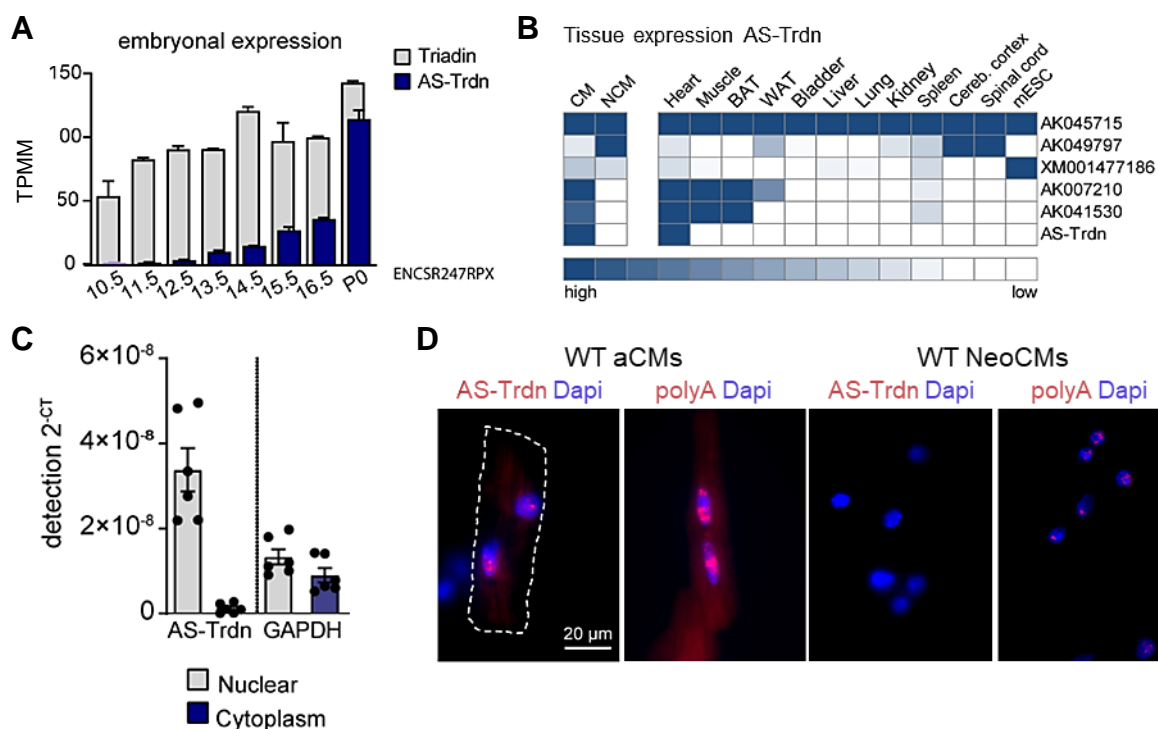 A
embryonal expression
Triadin
AS-Trdn
TPMM
150
00
50
0
10.5 11.5 12.5 13.5 14.5 15.5 16.5 P0
ENCSR247RPX
B
Tissue expression AS-Trdn
CM NCM Heart Muscle BAT WAT Bladder Liver Lung Kidney Spleen Cereb. cortex Spinal cord mESC
AK045715
AK049797
XM001477186
AK007210
AK041530
AS-Trdn
high low
C
detection 2-CT
6×10-8
4×10-8
2×10-8
0
AS-Trdn GAPDH
Nuclear
Cytoplasm
D
WT aCMs WT NeoCMs
AS-Trdn Dapi polyA Dapi AS-Trdn Dapi polyA Dapi
20 µm